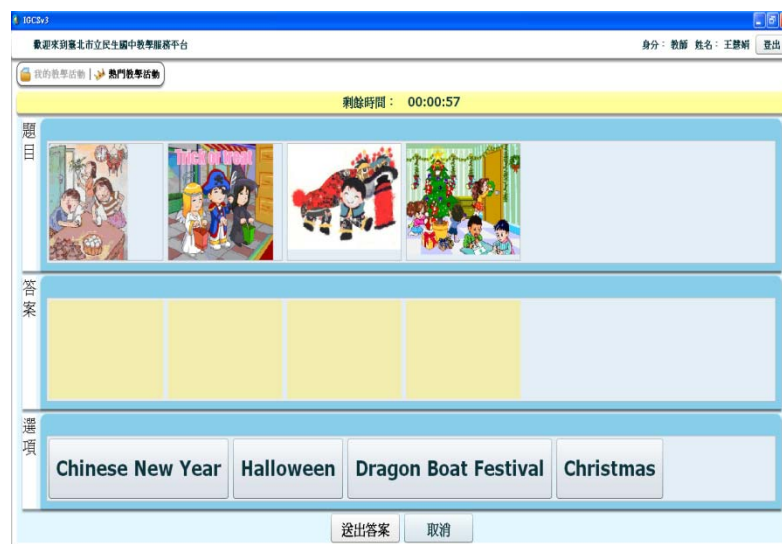 IGCSv3
歡迎來到臺北市立民生國中教學服務平台
身分： 教師 姓名： 王慧娟 登出
我的教學活動 | 熱門教學活動
剩餘時間： 00:00:57
題目
Trick or Treat
答案
選項
Chinese New Year
Halloween
Dragon Boat Festival
Christmas
送出答案
取消